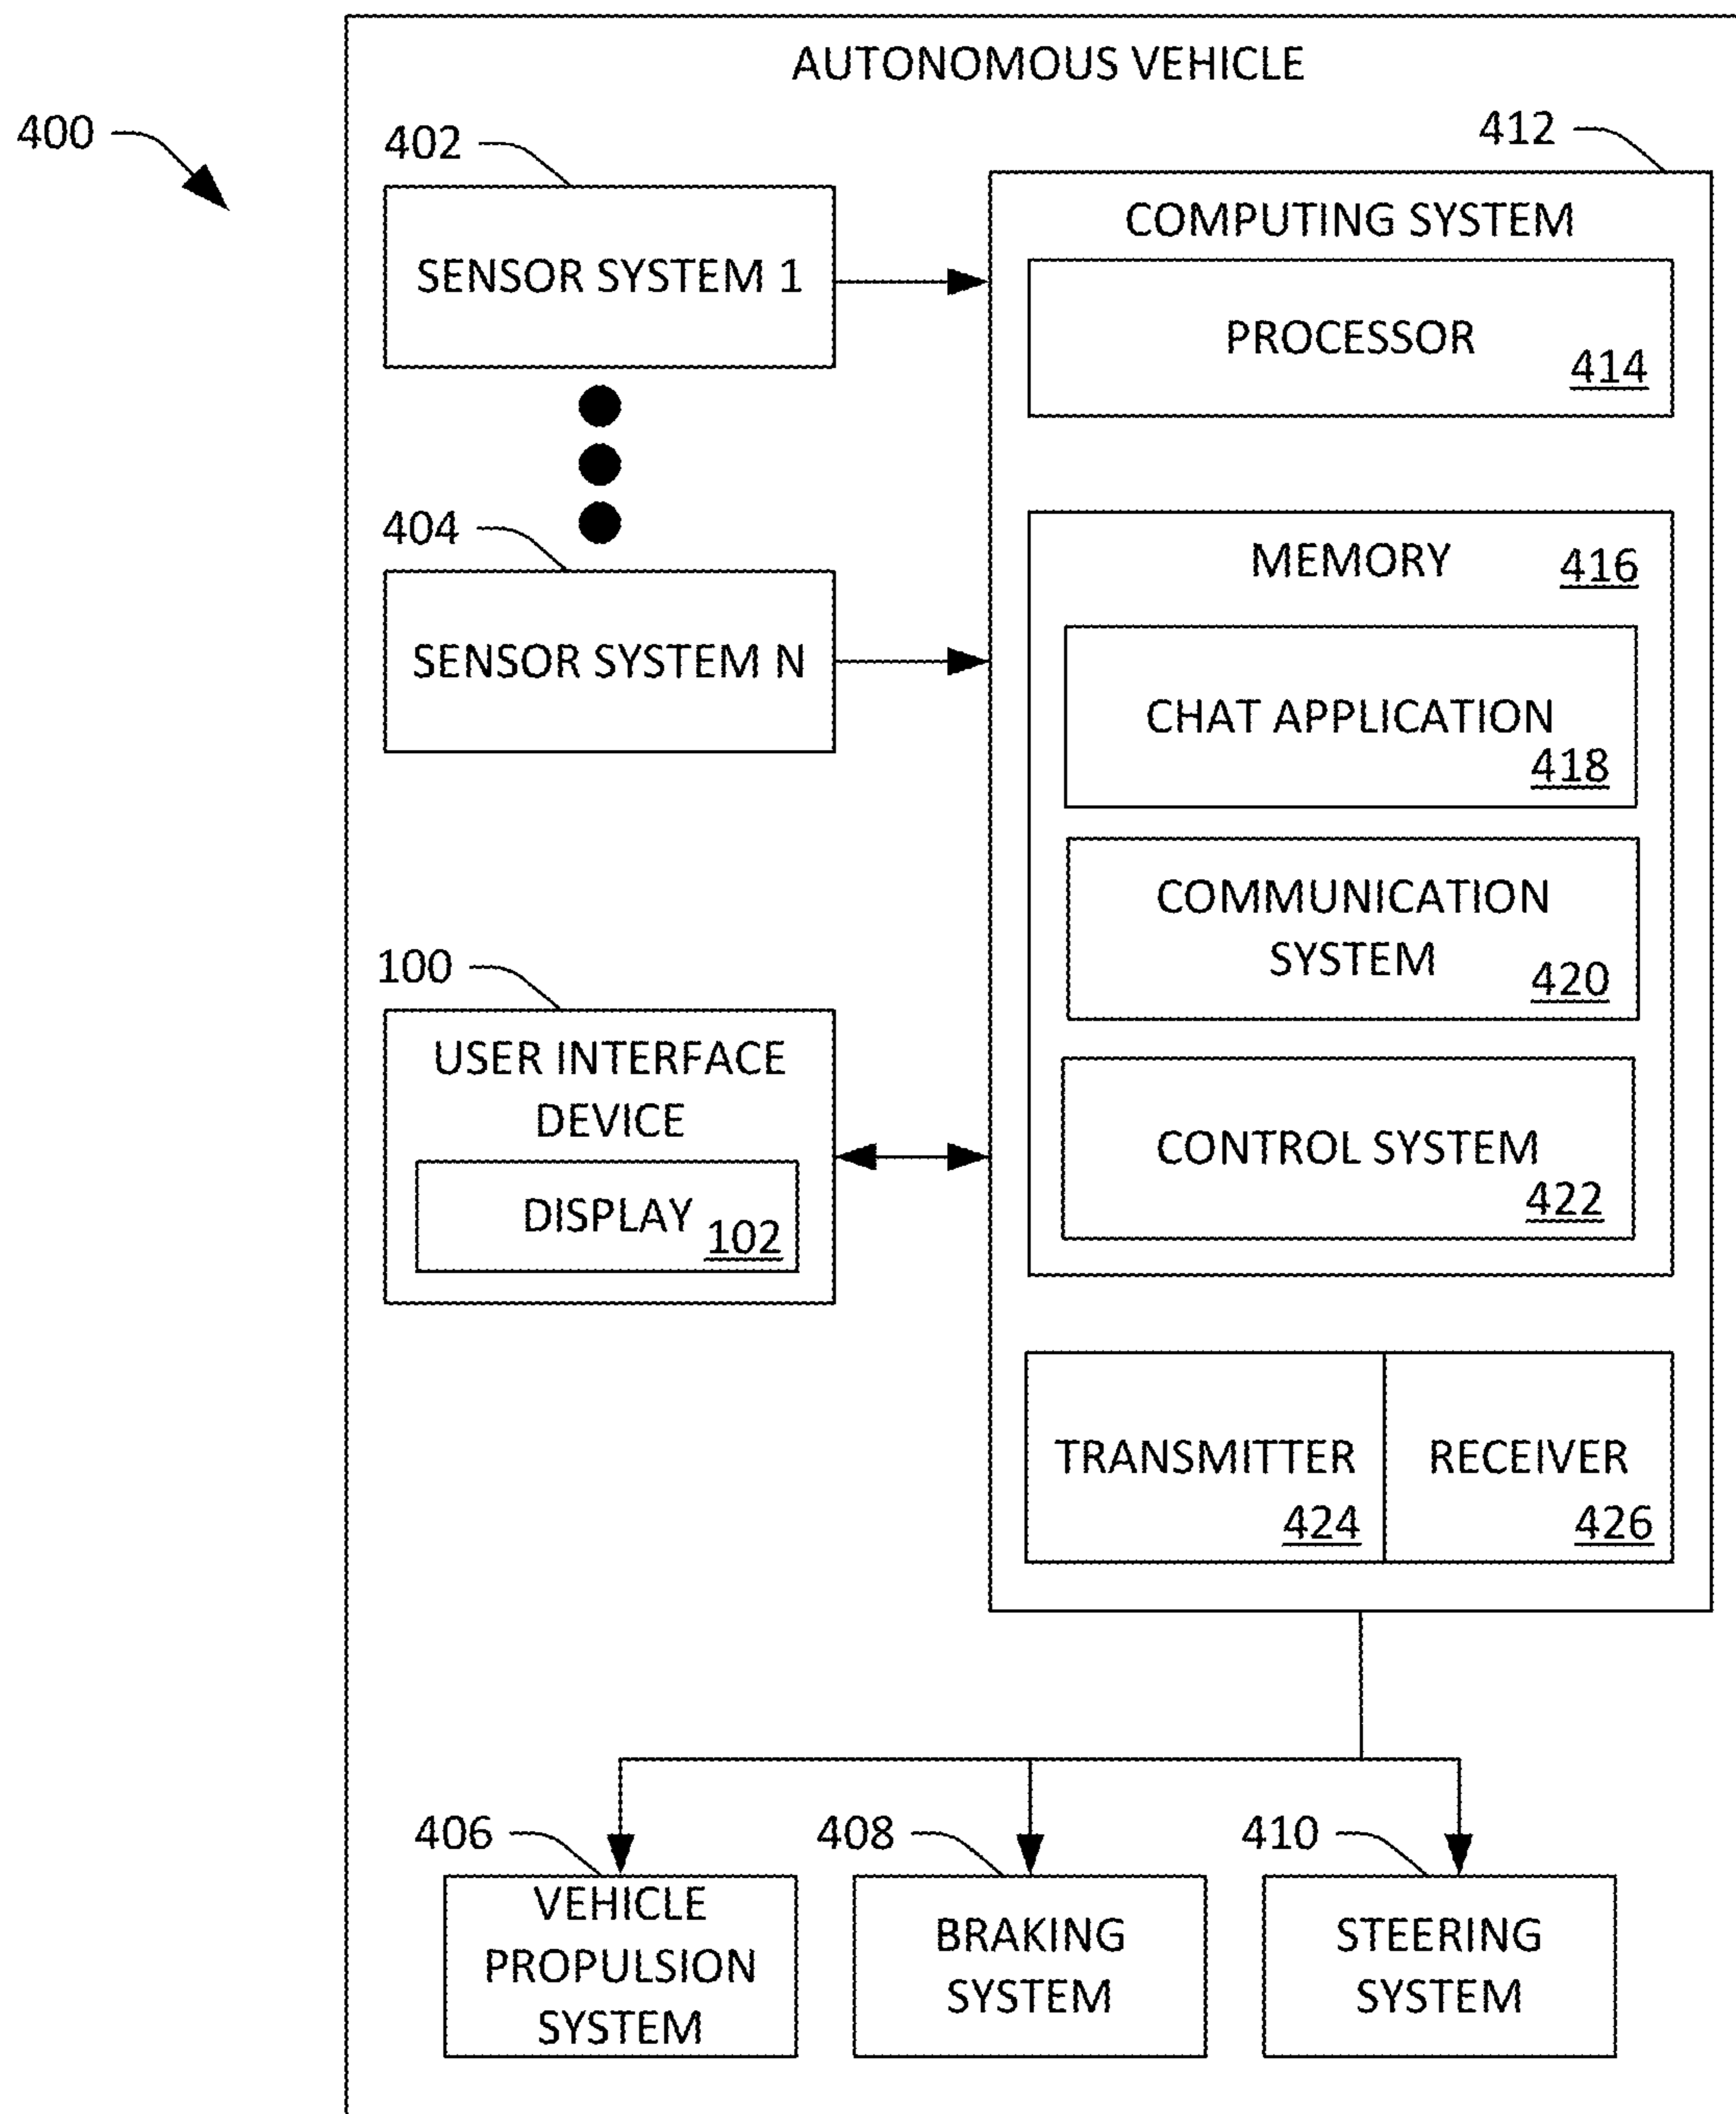 AUTONOMOUS VEHICLE
400
402
412
SENSOR SYSTEM 1
COMPUTING SYSTEM
PROCESSOR
414
404
SENSOR SYSTEM N
MEMORY
416
CHAT APPLICATION
418
COMMUNICATION
SYSTEM
420
100
USER INTERFACE
DEVICE
DISPLAY
102
CONTROL SYSTEM
422
TRANSMITTER
424
RECEIVER
426
406
VEHICLE
PROPULSION
SYSTEM
408
BRAKING
SYSTEM
410
STEERING
SYSTEM